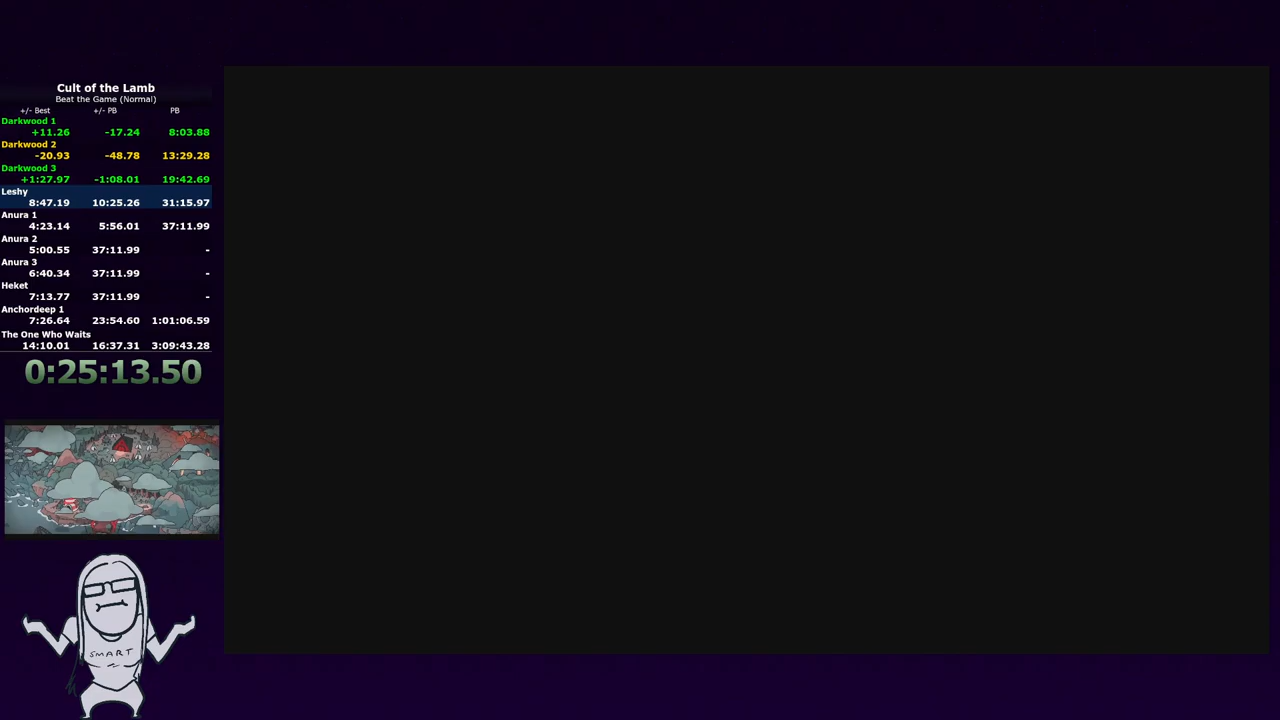 Cult of the Lamb
Beat the Game (Normal)
+/- Best +/- PB PB
Darkwood 1
+11.26 -17.24 8:03.88
Darkwood 2
-20.93 -48.78 13:29.28
Darkwood 3
+1:27.97 -1:08.01 19:42.69
Leshy
8:47.19 10:25.26 31:15.97
Anura 1
4:23.14 5:56.01 37:11.99
Anura 2
5:00.55 37:11.99 -
Anura 3
6:40.34 37:11.99 -
Heket
7:13.77 37:11.99 -
Anchordeep 1
7:26.64 23:54.60 1:01:06.59
The One Who Waits
14:10.01 16:37.31 3:09:43.28
0:25:13.50
SMART